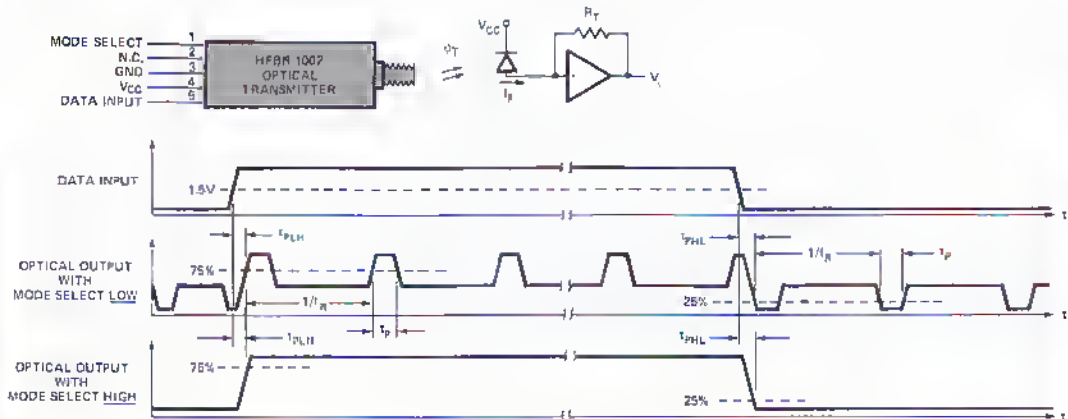 MODE SELECT 1
N.C. 2
GND 3
VCC 4
DATA INPUT 5
HFBR 1002
OPTICAL
TRANSMITTER
VCC
RT
DATA INPUT
1.5V
t
tPLH
tPHL
1/fR
tP
OPTICAL OUTPUT
WITH
MODE SELECT LOW
75%
25%
1/fR
tP
t
tPLH
tPHL
OPTICAL OUTPUT
WITH
MODE SELECT HIGH
75%
25%
t